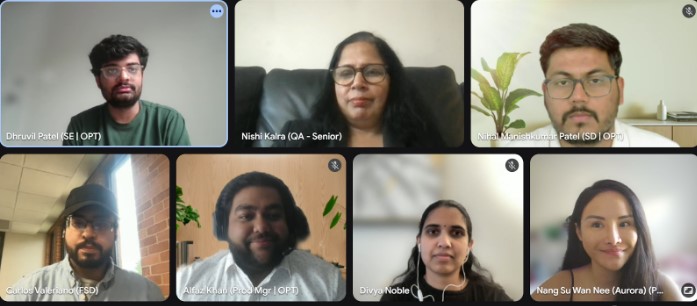 Dhruvil Patel (SE | OPT)
Nishi Kalra (QA - Senior)
Nihal Manishkumar Patel (SD | OPT)
Carlos Valeriano (FSD)
Altaz Khan (Prod Mgr | OPT)
Divya Noble
Nang Su Wan Nee (Aurora) (P...